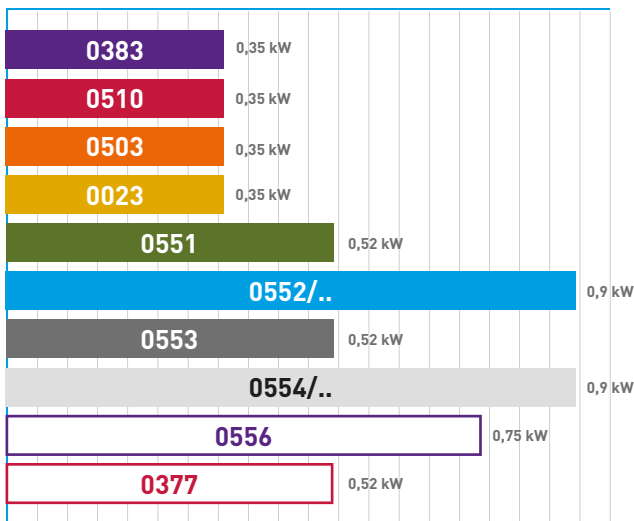 0383 0,35 kW
0510 0,35 kW
0503 0,35 kW
0023 0,35 kW
0551 0,52 kW
0552/.. 0,9 kW
0553 0,52 kW
0554/.. 0,9 kW
0556 0,75 kW
0377 0,52 kW